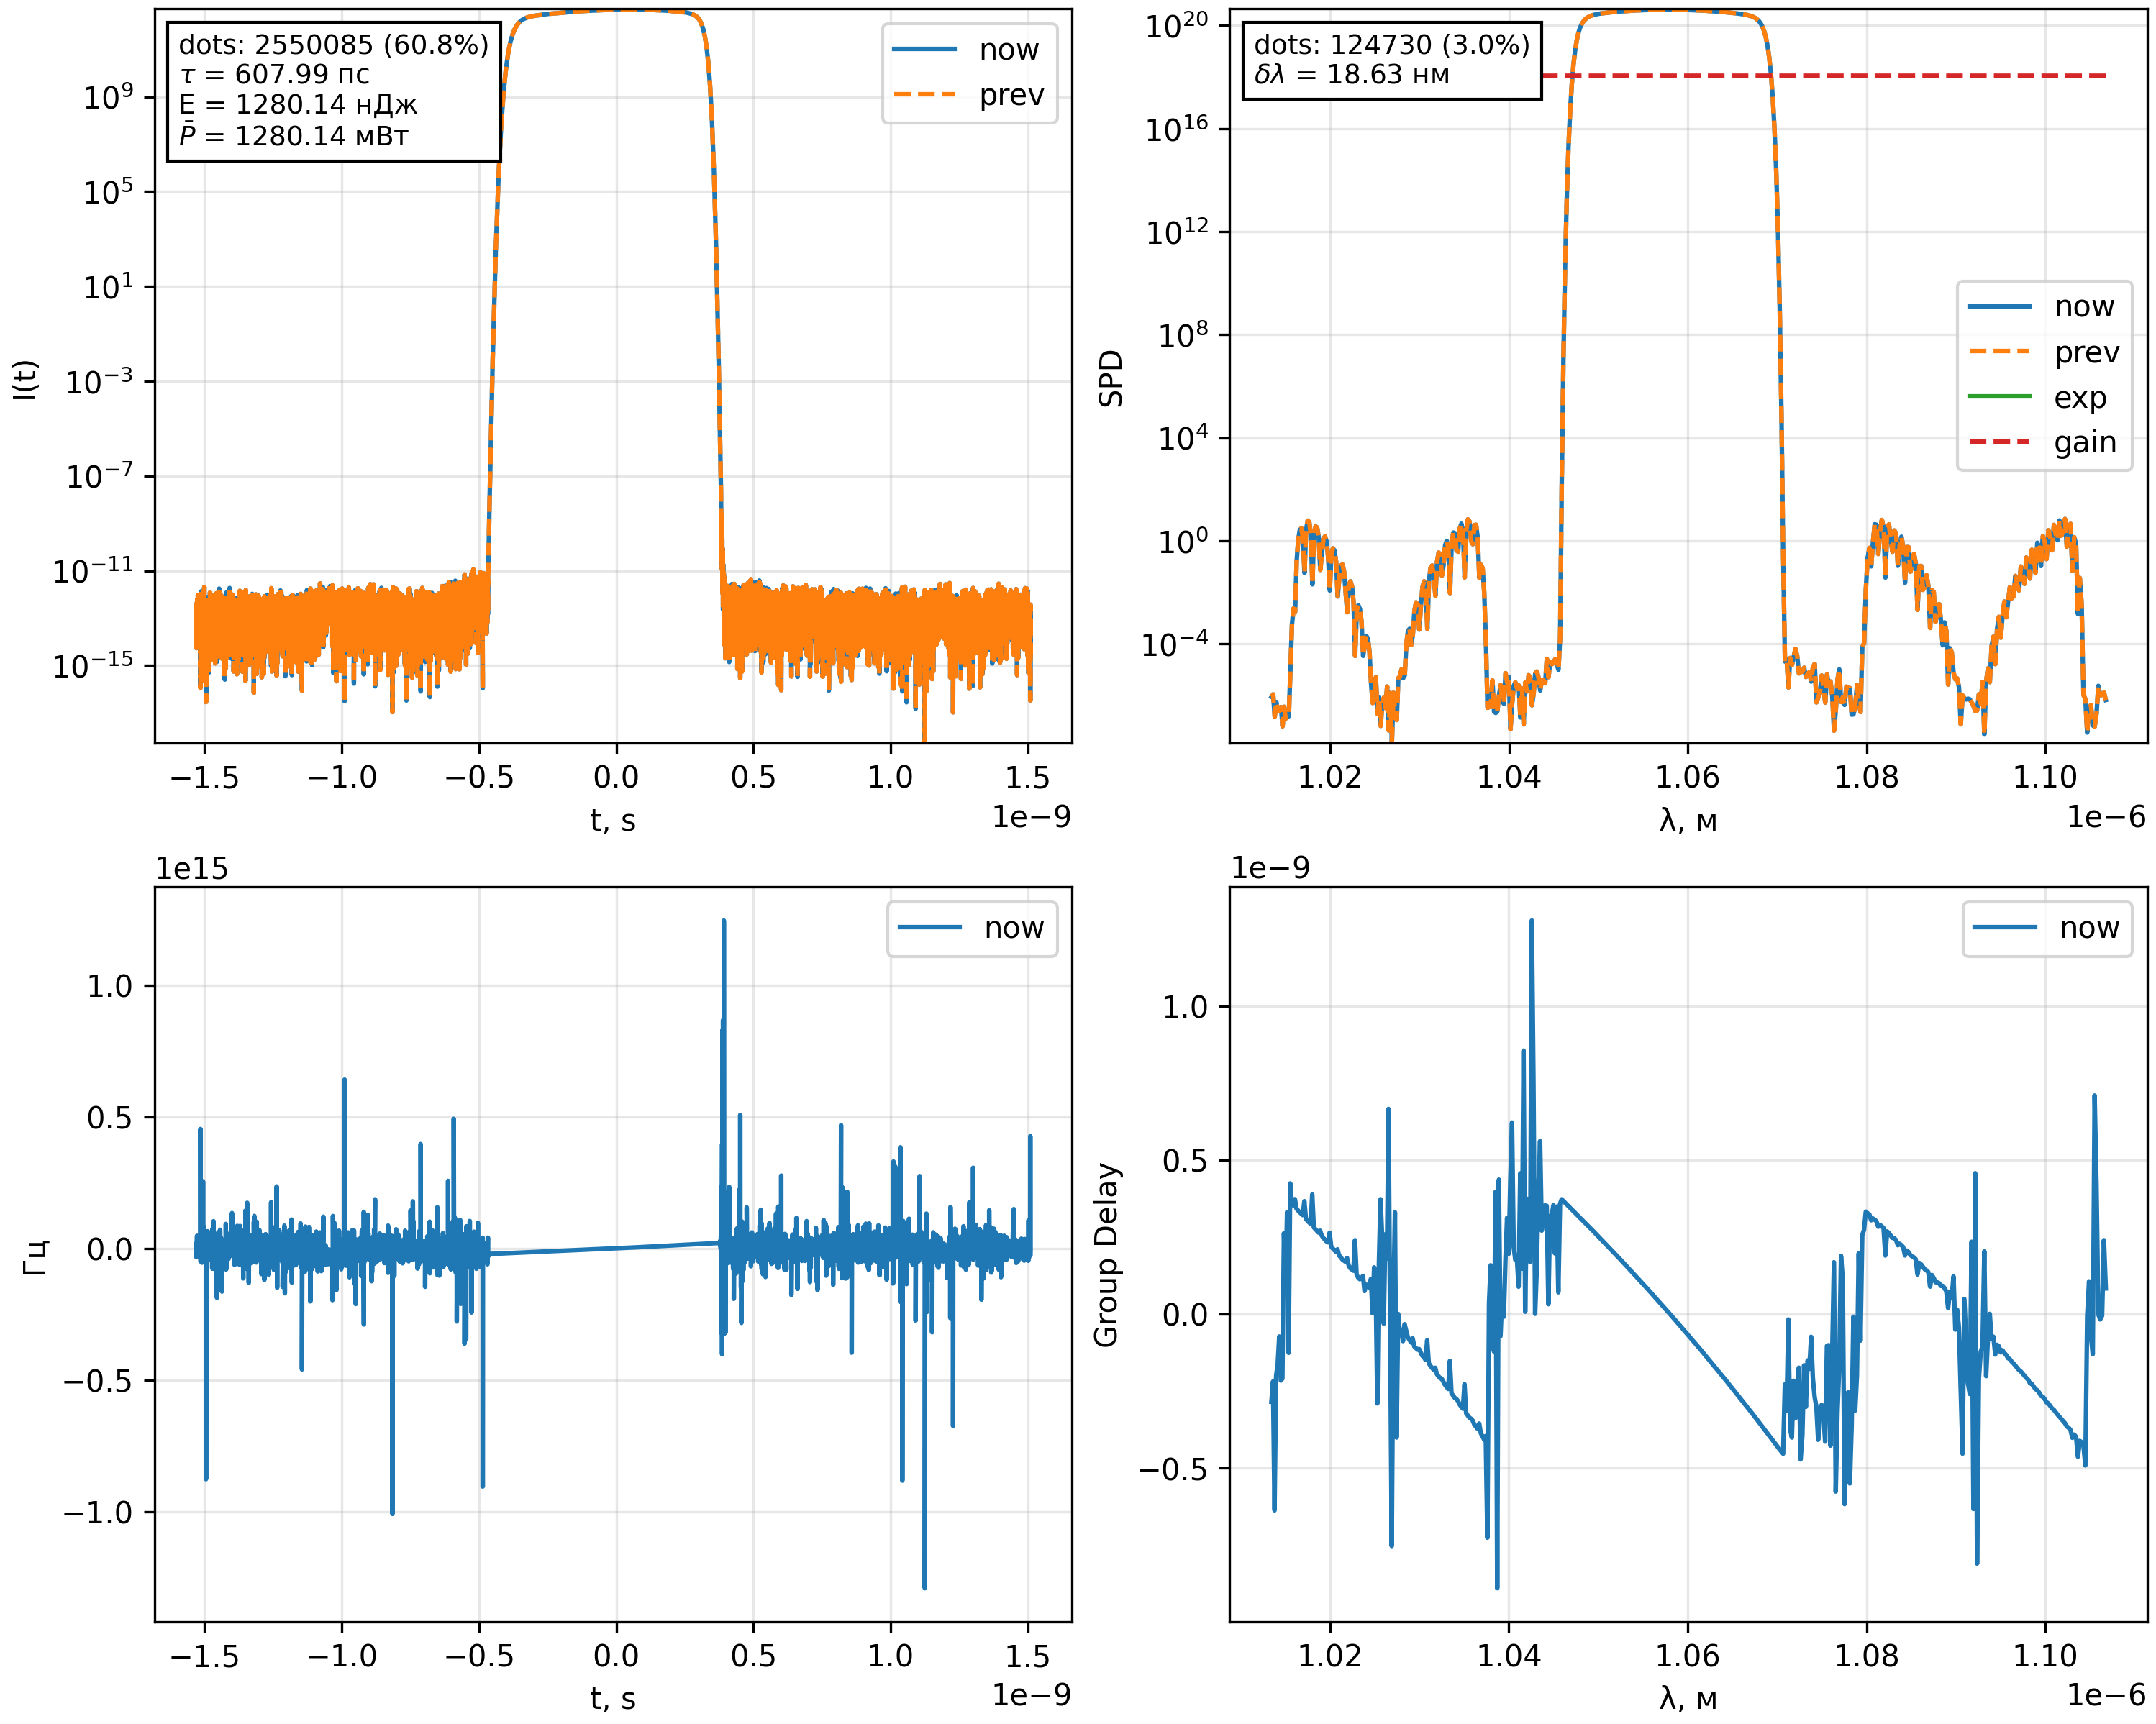 dots: 2550085 (60.8%)
τ = 607.99 пс
E = 1280.14 нДж
P̄ = 1280.14 мВт
now
prev
10⁹
10⁵
10¹
10⁻³
10⁻⁷
10⁻¹¹
10⁻¹⁵
I(t)
−1.5 −1.0 −0.5 0.0 0.5 1.0 1.5
t, s
1e−9
dots: 124730 (3.0%)
δλ = 18.63 нм
now
prev
exp
gain
10²⁰
10¹⁶
10¹²
10⁸
10⁴
10⁰
10⁻⁴
SPD
1.02 1.04 1.06 1.08 1.10
λ, м
1e−6
1e15
now
1.0
0.5
0.0
−0.5
−1.0
Гц
−1.5 −1.0 −0.5 0.0 0.5 1.0 1.5
t, s
1e−9
1e−9
now
1.0
0.5
0.0
−0.5
Group Delay
1.02 1.04 1.06 1.08 1.10
λ, м
1e−6